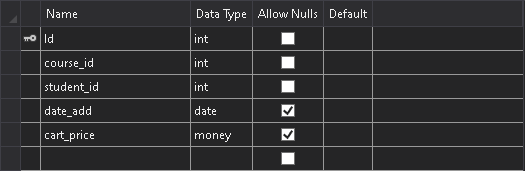 Name Data Type Allow Nulls Default
Id int
course_id int
student_id int
date_add date
cart_price money